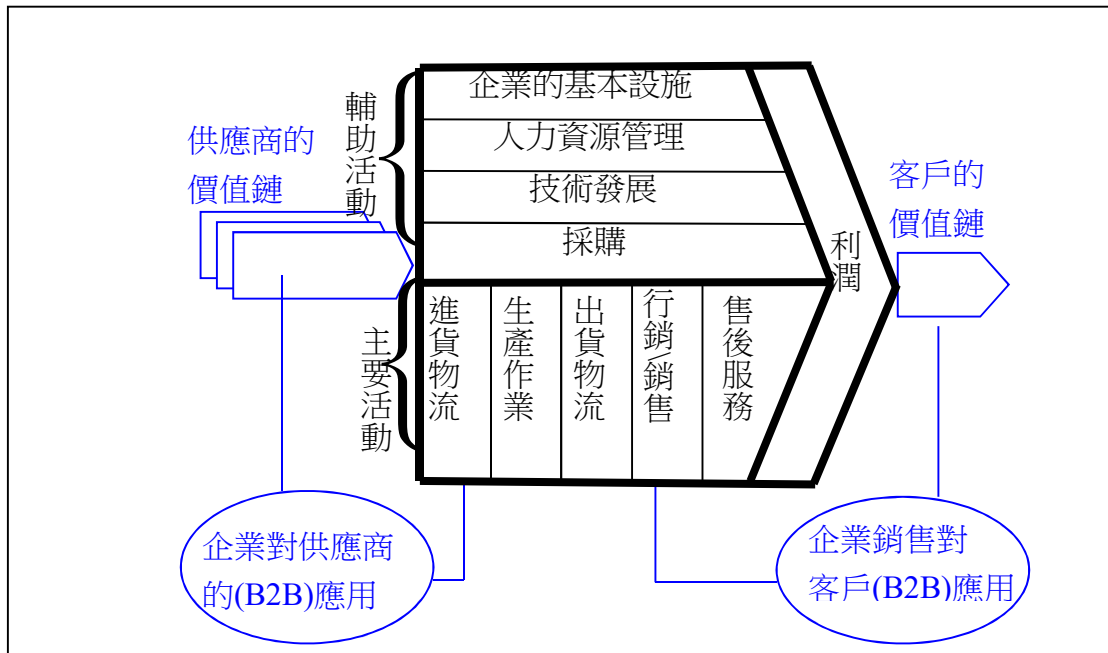 企業的基本設施
人力資源管理
技術發展
採購
輔助活動
供應商的
價值鏈
客戶的
價值鏈
利潤
主要活動
進貨物流
生產作業
出貨物流
行銷\銷售
售後服務
企業對供應商
的(B2B)應用
企業銷售對
客戶(B2B)應用